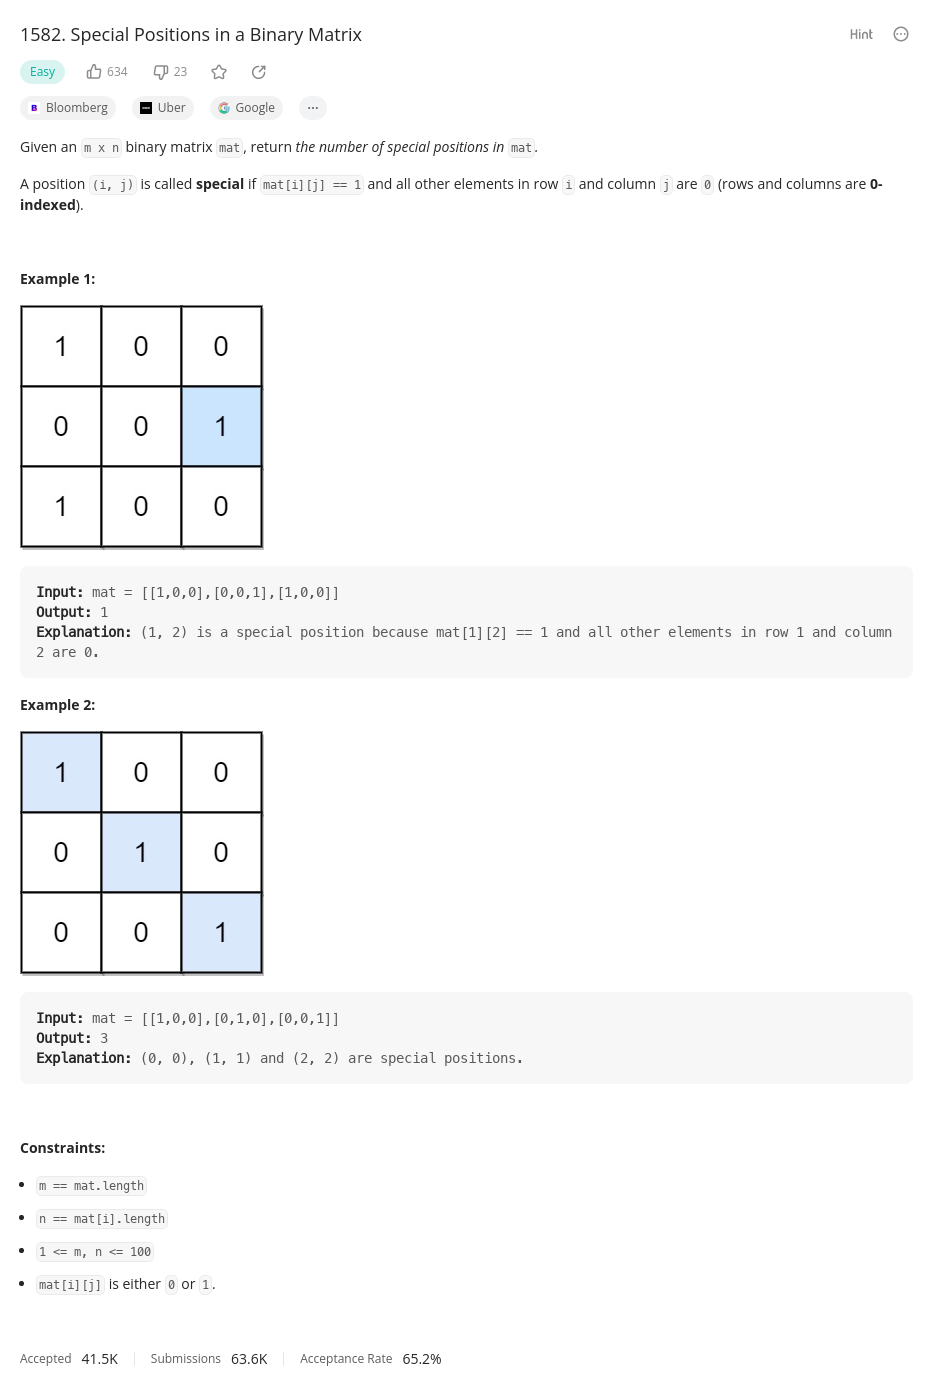 1582. Special Positions in a Binary Matrix
Hint
Easy
634
23
Bloomberg
Uber
Google
Given an m x n binary matrix mat, return the number of special positions in mat.
A position (i, j) is called special if mat[i][j] == 1 and all other elements in row i and column j are 0 (rows and columns are 0-
indexed).
Example 1:
1 0 0
0 0 1
1 0 0
Input: mat = [[1,0,0],[0,0,1],[1,0,0]]
Output: 1
Explanation: (1, 2) is a special position because mat[1][2] == 1 and all other elements in row 1 and column
2 are 0.
Example 2:
1 0 0
0 1 0
0 0 1
Input: mat = [[1,0,0],[0,1,0],[0,0,1]]
Output: 3
Explanation: (0, 0), (1, 1) and (2, 2) are special positions.
Constraints:
m == mat.length
n == mat[i].length
1 <= m, n <= 100
mat[i][j] is either 0 or 1.
Accepted 41.5K Submissions 63.6K Acceptance Rate 65.2%